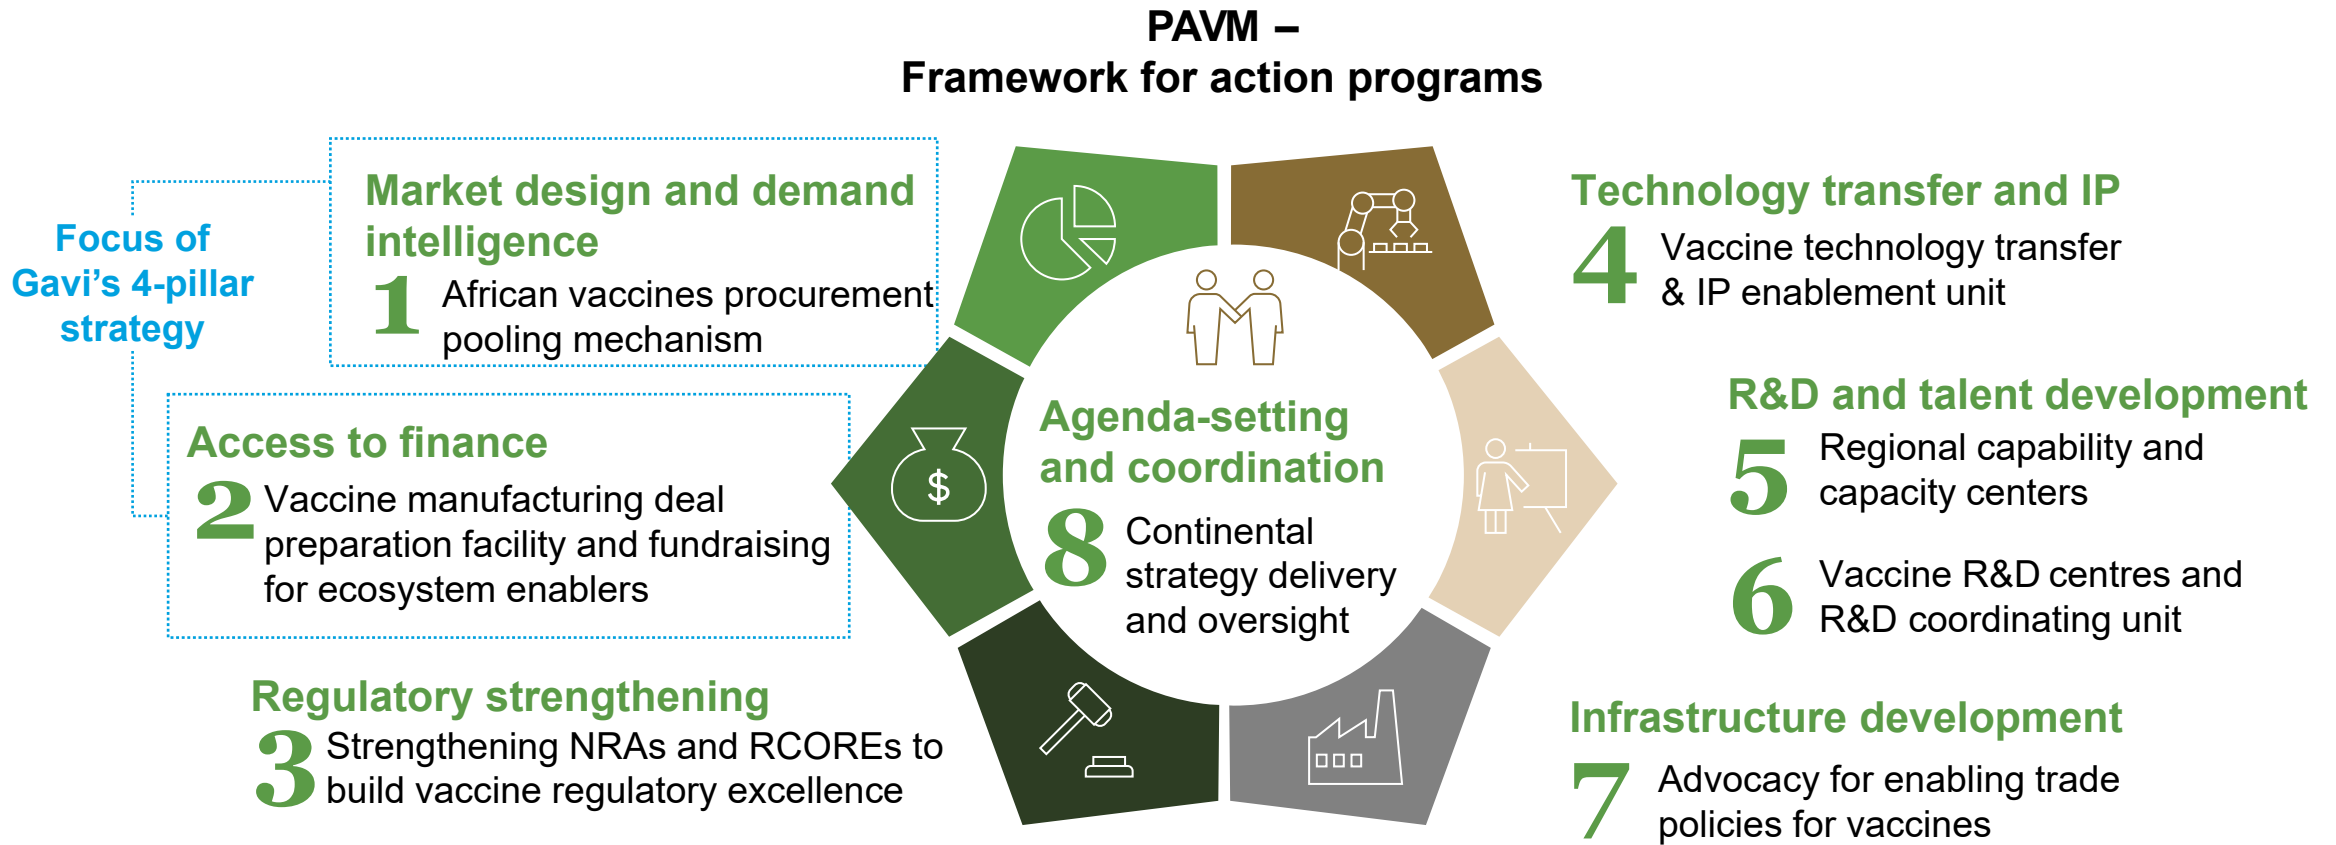 PAVM –
Framework for action programs
Focus of
Gavi's 4-pillar
strategy
Market design and demand
intelligence
1
African vaccines procurement
pooling mechanism
Access to finance
2
Vaccine manufacturing deal
preparation facility and fundraising
for ecosystem enablers
Regulatory strengthening
3
Strengthening NRAs and RCOREs to
build vaccine regulatory excellence
$
Agenda-setting
and coordination
8
Continental
strategy delivery
and oversight
Technology transfer and IP
4
Vaccine technology transfer
& IP enablement unit
R&D and talent development
5
Regional capability and
capacity centers
6
Vaccine R&D centres and
R&D coordinating unit
Infrastructure development
7
Advocacy for enabling trade
policies for vaccines